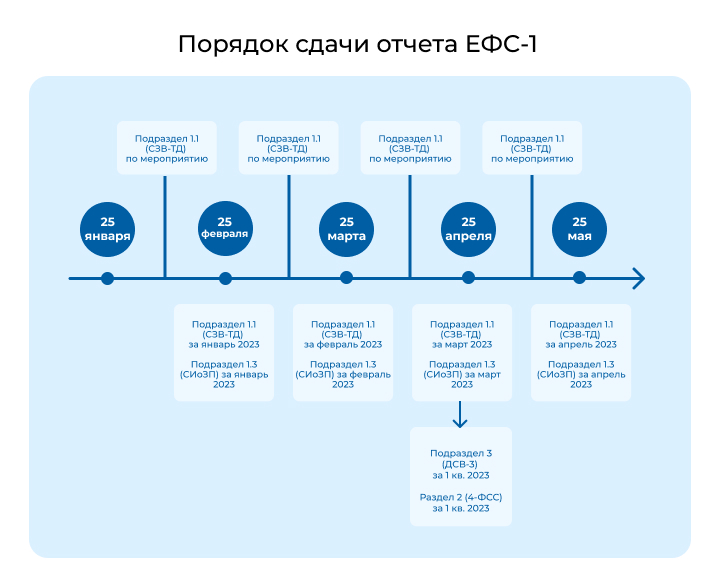 Порядок сдачи отчета ЕФС-1
Подраздел 1.1
(СЗВ-ТД)
по мероприятию
Подраздел 1.1
(СЗВ-ТД)
по мероприятию
Подраздел 1.1
(СЗВ-ТД)
по мероприятию
Подраздел 1.1
(СЗВ-ТД)
по мероприятию
25
января
25
февраля
25
марта
25
апреля
25
мая
Подраздел 1.1
(СЗВ-ТД)
за январь 2023
Подраздел 1.3
(СИоЗП) за январь
2023
Подраздел 1.1
(СЗВ-ТД)
за февраль 2023
Подраздел 1.3
(СИоЗП) за февраль
2023
Подраздел 1.1
(СЗВ-ТД)
за март 2023
Подраздел 1.3
(СИоЗП) за март
2023
Подраздел 1.1
(СЗВ-ТД)
за апрель 2023
Подраздел 1.3
(СИоЗП) за апрель
2023
Подраздел 3
(ДСВ-3)
за 1 кв. 2023
Раздел 2 (4-ФСС)
за 1 кв. 2023